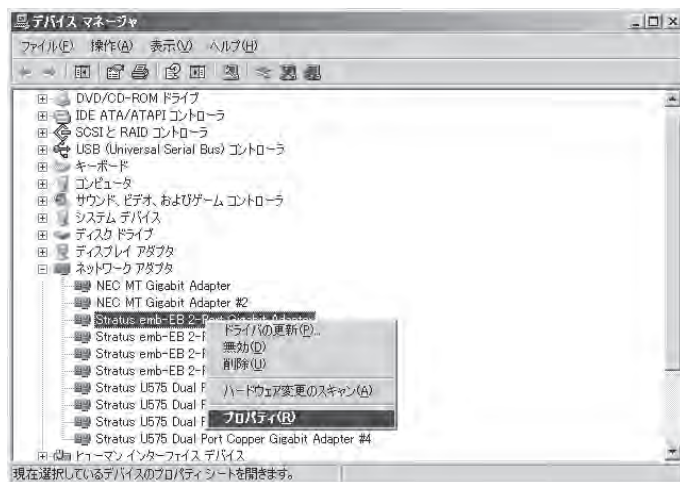 デバイス マネージャ
ファイル(F) 操作(A) 表示(V) ヘルプ(H)
DVD/CD-ROM ドライブ
IDE ATA/ATAPI コントローラ
SCSI と RAID コントローラ
USB (Universal Serial Bus) コントローラ
キーボード
コンピュータ
サウンド、ビデオ、およびゲーム コントローラ
システム デバイス
ディスク ドライブ
ディスプレイ アダプタ
ネットワーク アダプタ
NEC MT Gigabit Adapter
NEC MT Gigabit Adapter #2
Stratus emb-EB 2-Port Gigabit Adapter
ドライバの更新(P)...
Stratus emb-EB 2-
無効(D)
Stratus emb-EB 2-
削除(U)
Stratus emb-EB 2-
Stratus U575 Dual
ハードウェア変更のスキャン(A)
Stratus U575 Dual
Stratus U575 Dual
プロパティ(R)
Stratus U575 Dual Port Copper Gigabit Adapter #4
ヒューマン インターフェイス デバイス
現在選択しているデバイスのプロパティ シートを開きます。